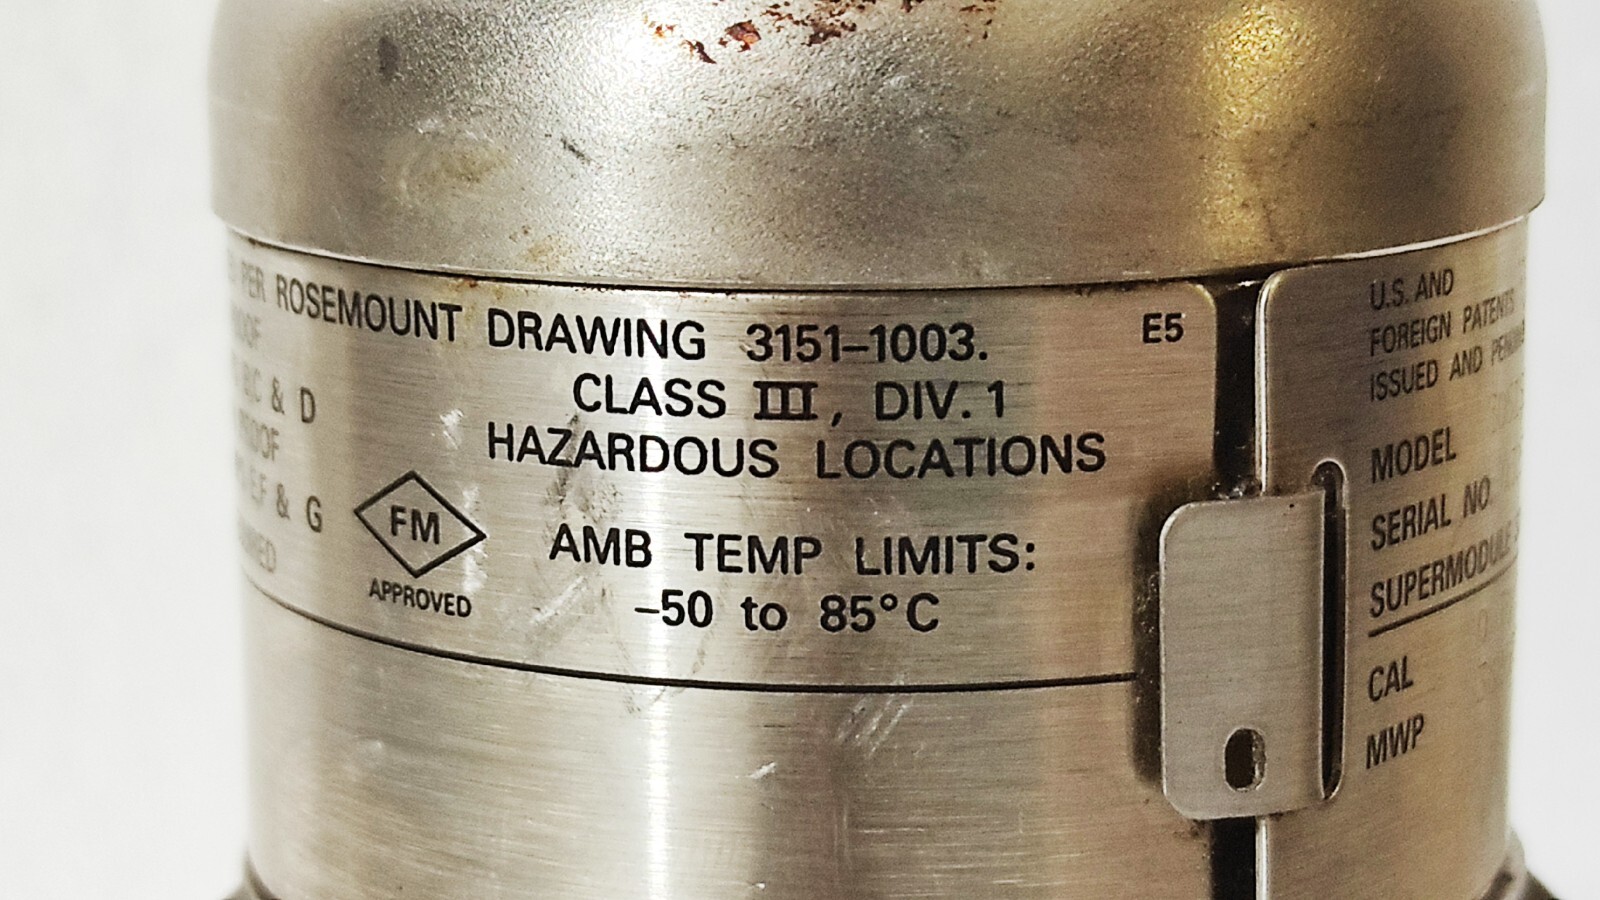 PER ROSEMOUNT DRAWING 3151–1003.
E5
CLASS III, DIV. 1
& D
HAZARDOUS LOCATIONS
& G
FM
APPROVED
AMB TEMP LIMITS:
–50 to 85°C
U.S. AND
FOREIGN PATENTS
ISSUED AND
MODEL
SERIAL NO
SUPERMODULE
CAL
MWP